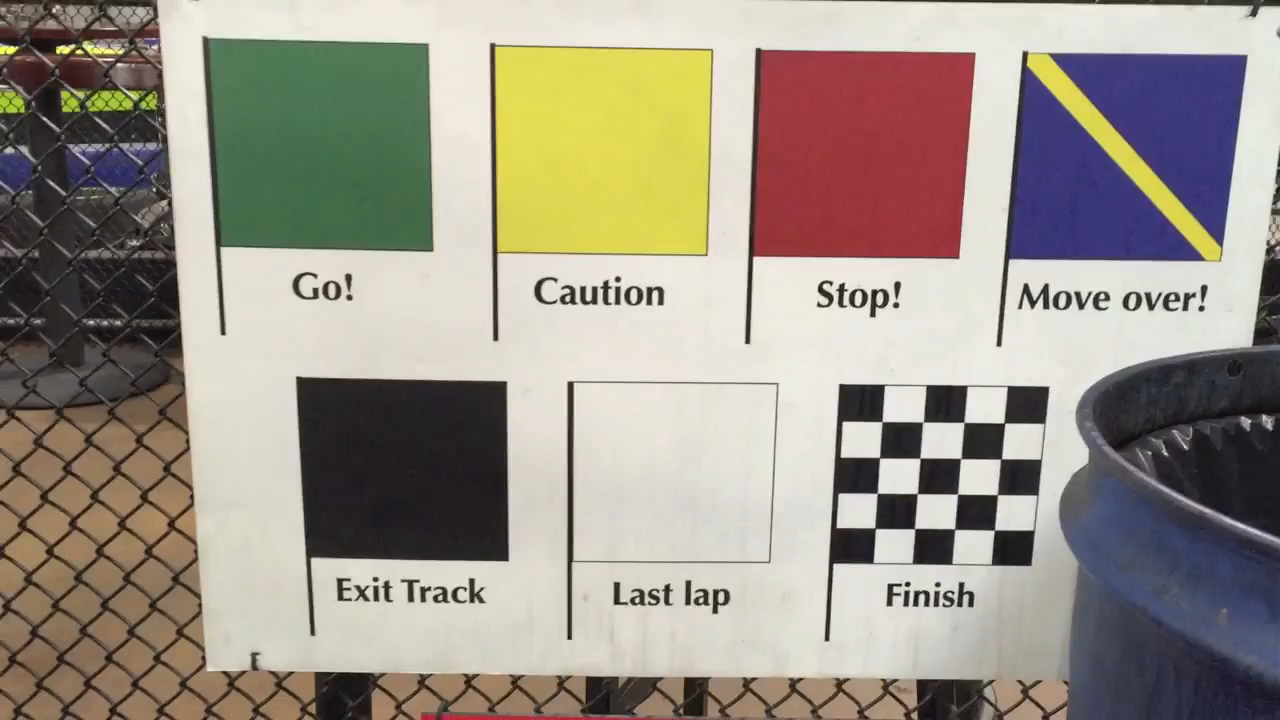 Go!
Caution
Stop!
Move over!
Exit Track
Last lap
Finish